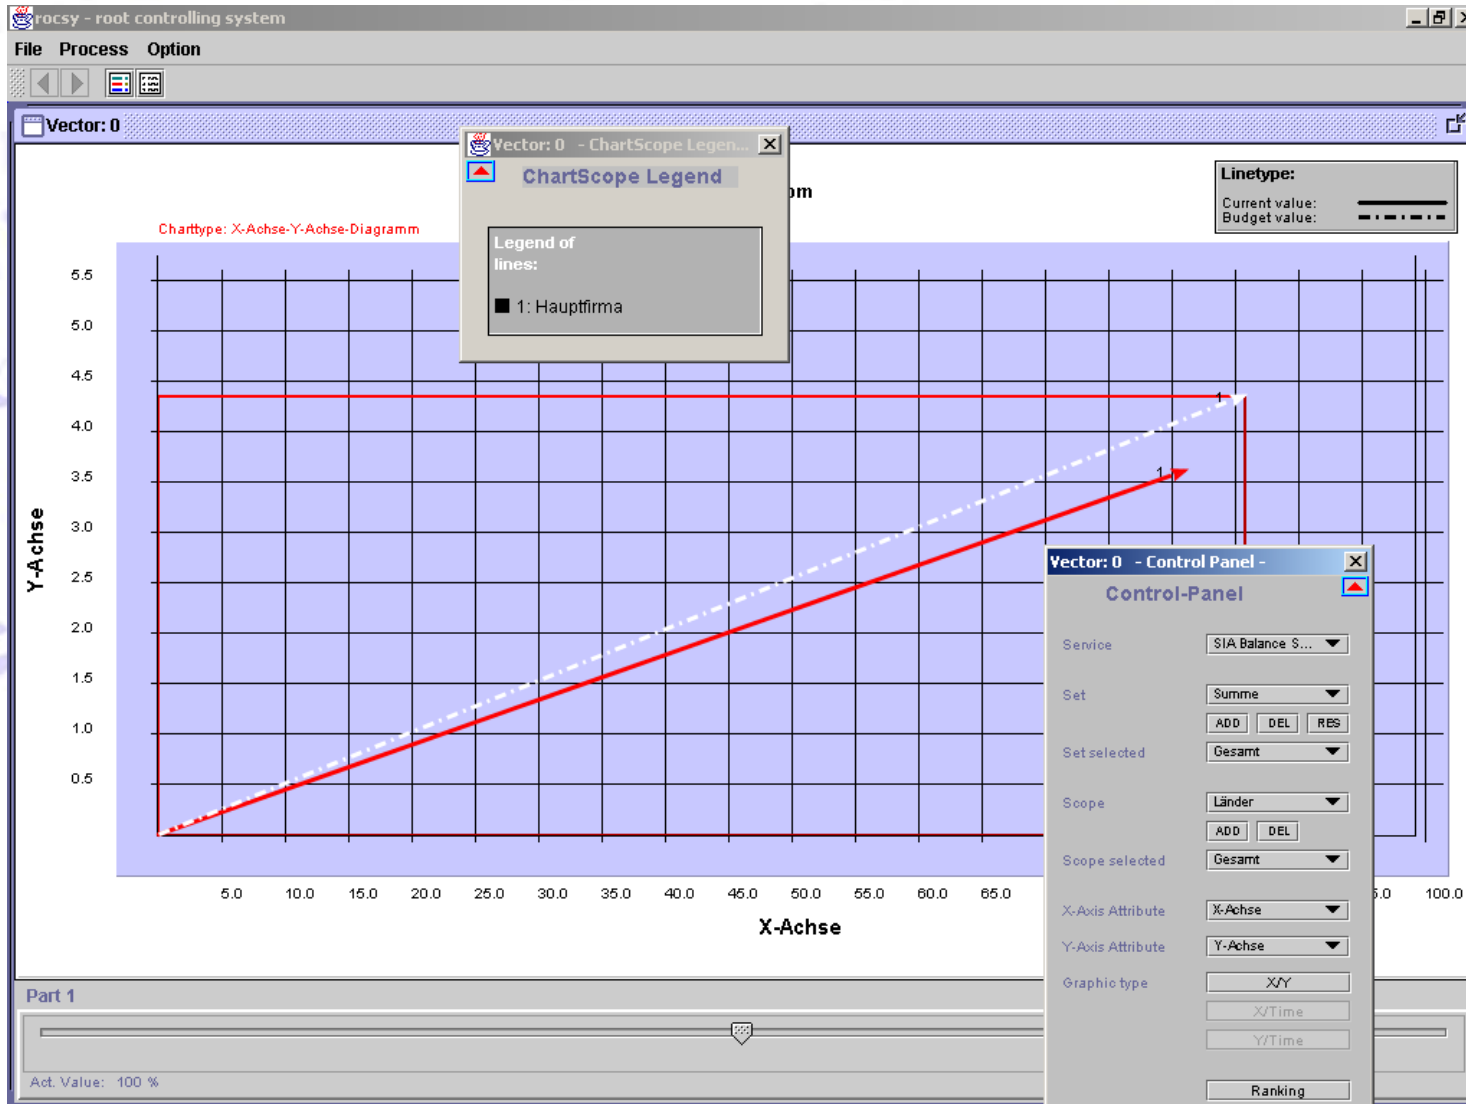 rocsy - root controlling system
File Process Option
Vector: 0
Vector: 0 - ChartScope Legen...
ChartScope Legend
Legend of
lines:
1: Hauptfirma
Linetype:
Current value:
Budget value:
Charttype: X-Achse-Y-Achse-Diagramm
5.5
5.0
4.5
4.0
3.5
3.0
2.5
2.0
1.5
1.0
0.5
Y-Achse
1
1
5.0 10.0 15.0 20.0 25.0 30.0 35.0 40.0 45.0 50.0 55.0 60.0 65.0 100.0
X-Achse
Vector: 0 - Control Panel -
Control-Panel
Service SIA Balance S...
Set Summe
ADD DEL RES
Set selected Gesamt
Scope Länder
ADD DEL
Scope selected Gesamt
X-Axis Attribute X-Achse
Y-Axis Attribute Y-Achse
Graphic type X/Y
X/Time
Y/Time
Ranking
Part 1
Act. Value: 100 %